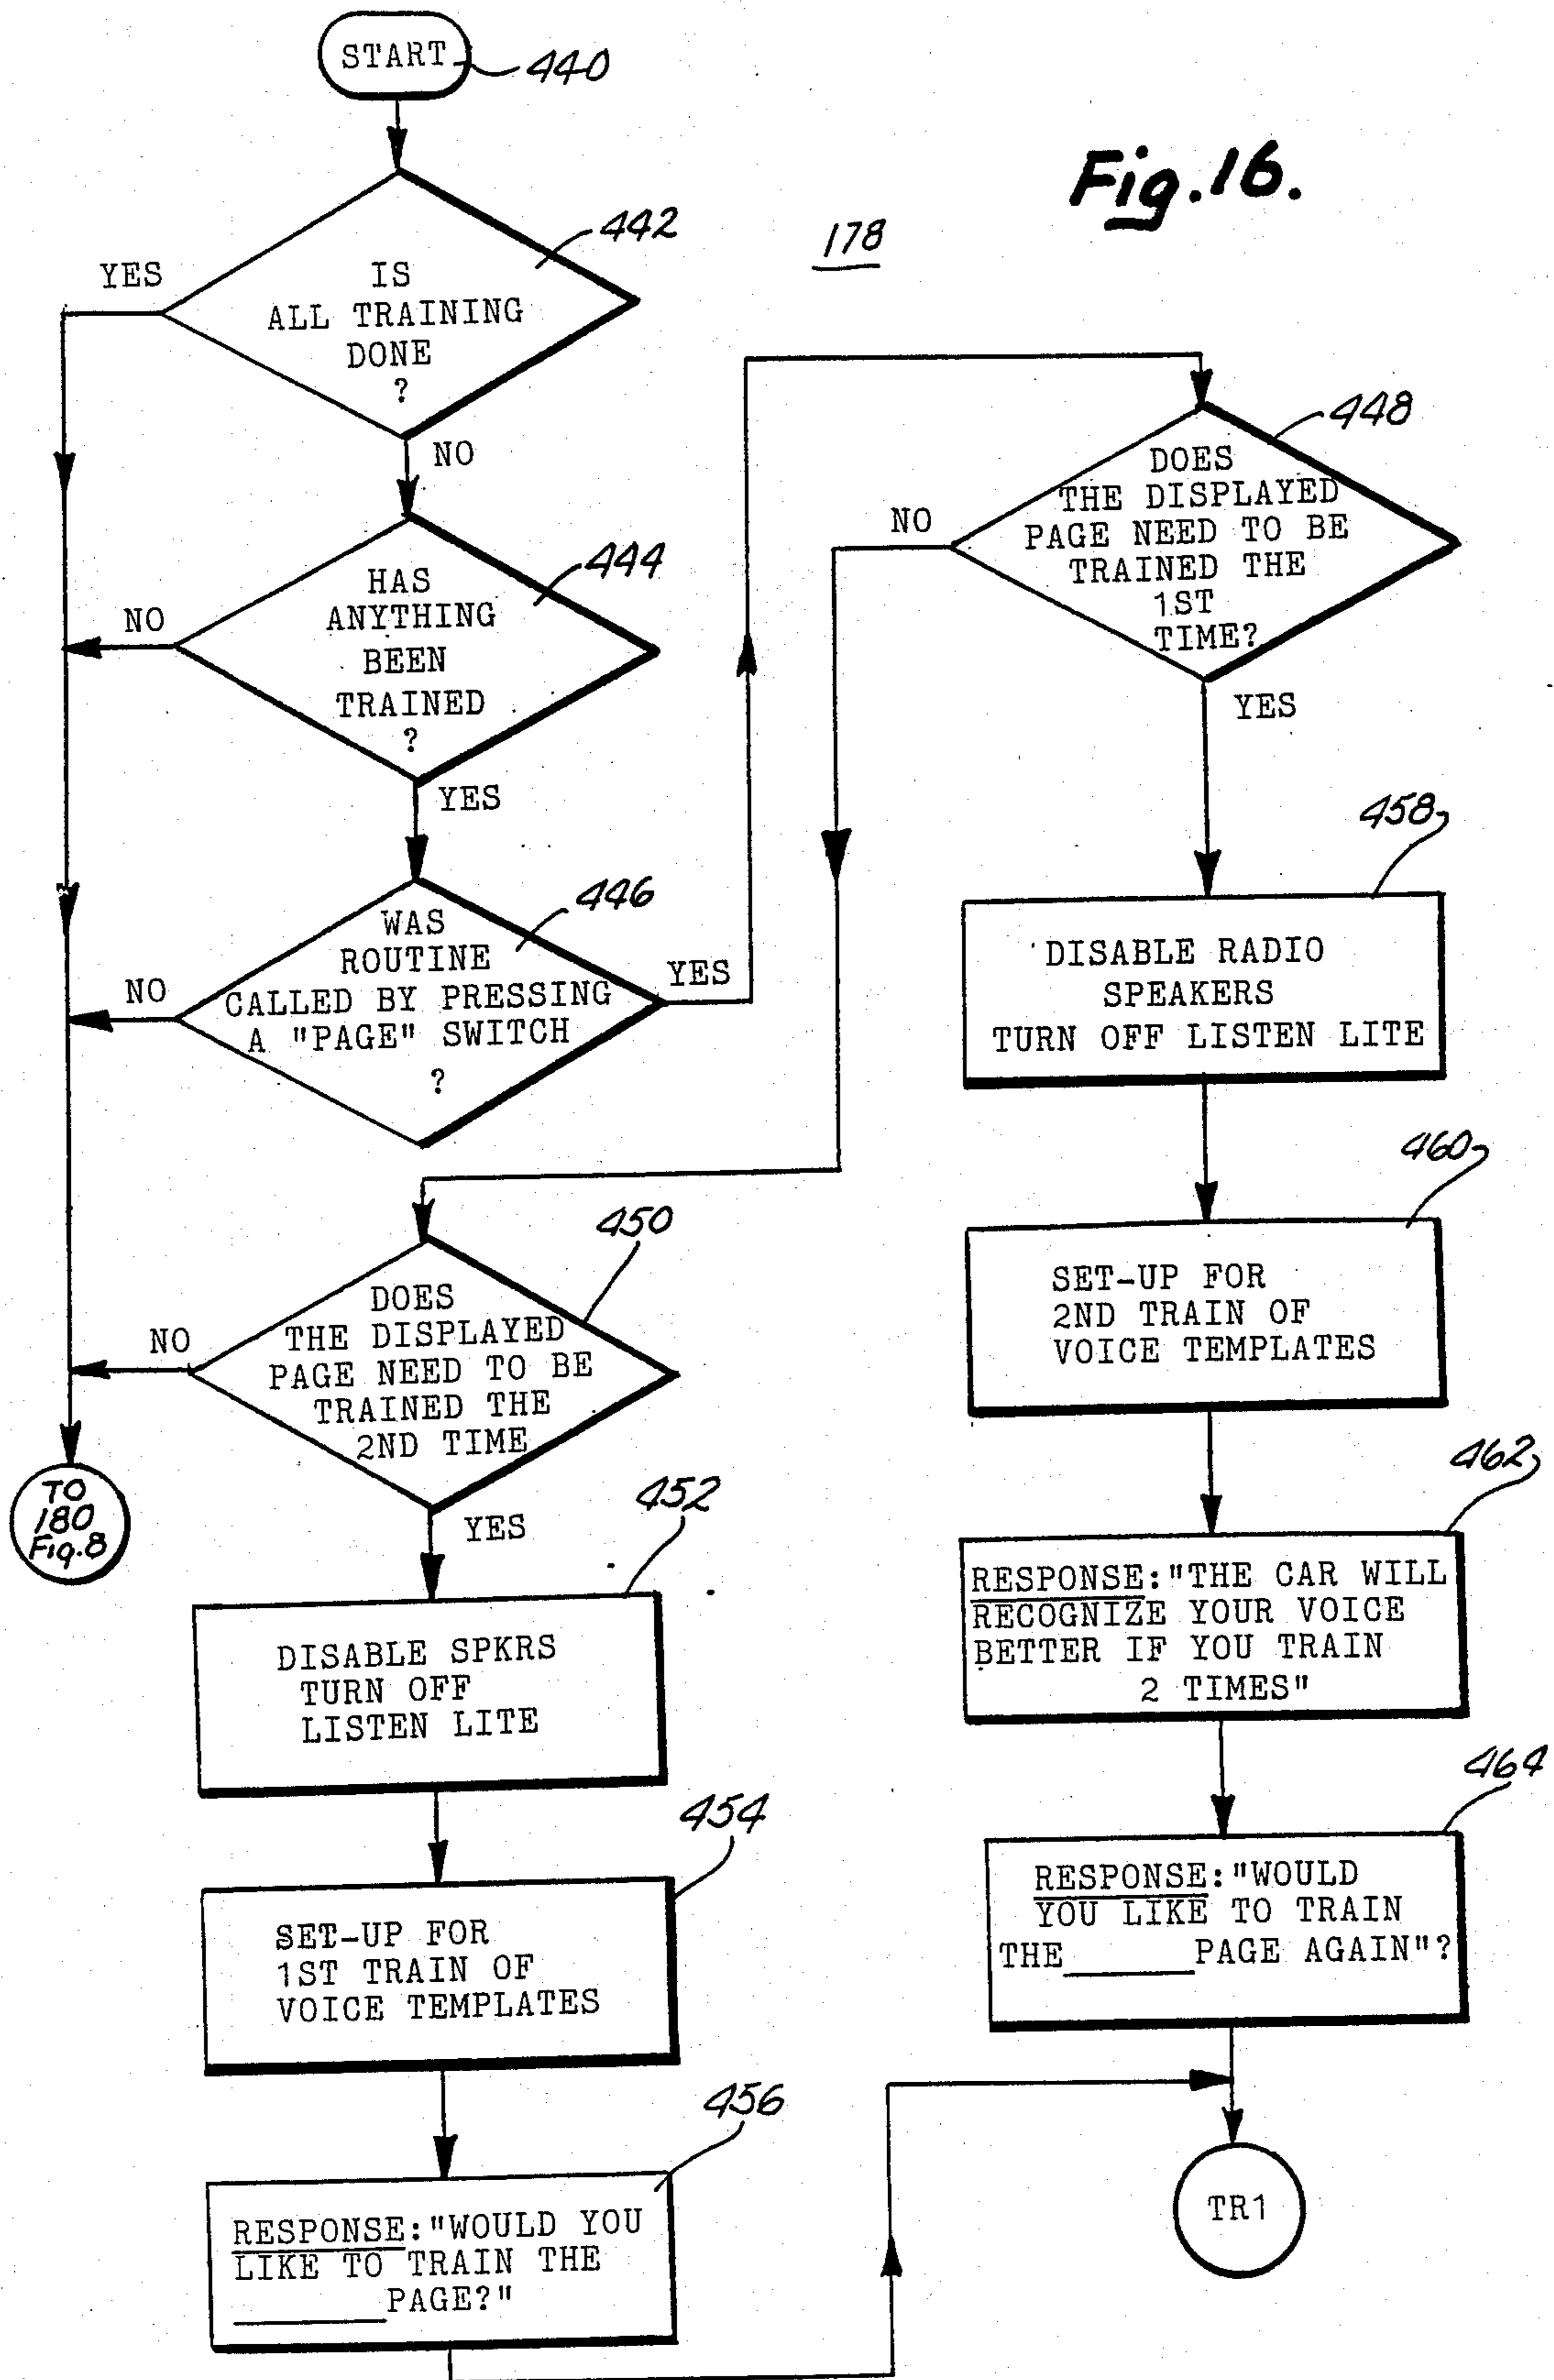 START
440
Fig.16.
178
442
YES
IS
ALL TRAINING
DONE
?
NO
444
NO
HAS
ANYTHING
BEEN
TRAINED
?
YES
446
NO
WAS
ROUTINE
CALLED BY PRESSING
A "PAGE" SWITCH
?
YES
448
NO
DOES
THE DISPLAYED
PAGE NEED TO BE
TRAINED THE
1ST
TIME?
YES
450
NO
DOES
THE DISPLAYED
PAGE NEED TO BE
TRAINED THE
2ND TIME
YES
TO
180
Fig.8
452
DISABLE SPKRS
TURN OFF
LISTEN LITE
454
SET-UP FOR
1ST TRAIN OF
VOICE TEMPLATES
456
RESPONSE:"WOULD YOU
LIKE TO TRAIN THE
______ PAGE?"
458
DISABLE RADIO
SPEAKERS
TURN OFF LISTEN LITE
460
SET-UP FOR
2ND TRAIN OF
VOICE TEMPLATES
462
RESPONSE:"THE CAR WILL
RECOGNIZE YOUR VOICE
BETTER IF YOU TRAIN
2 TIMES"
464
RESPONSE:"WOULD
YOU LIKE TO TRAIN
THE______PAGE AGAIN"?
TR1